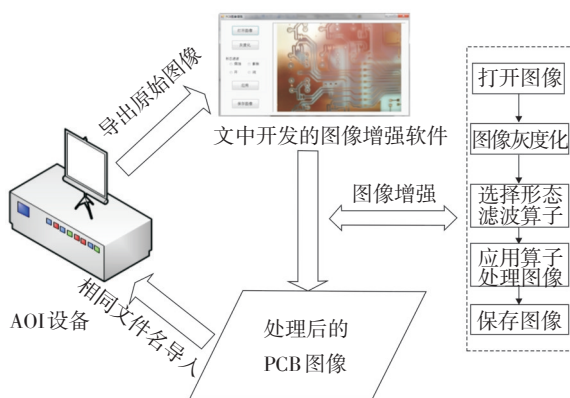 导出原始图像
文中开发的图像增强软件
图像增强
打开图像
图像灰度化
选择形态
滤波算子
应用算子
处理图像
保存图像
AOI设备
相同文件名导入
处理后的
PCB图像